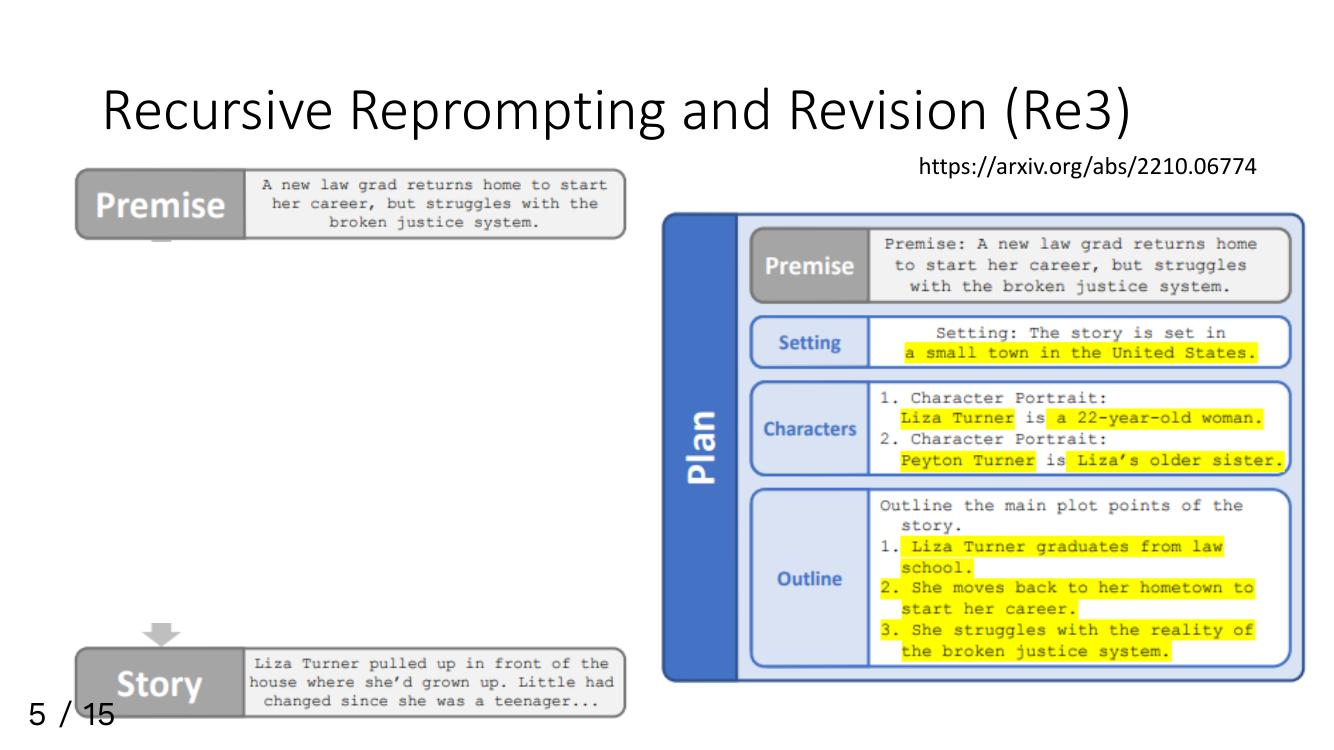 Recursive Reprompting and Revision (Re3)
https://arxiv.org/abs/2210.06774
Premise
A new law grad returns home to start
her career, but struggles with the
broken justice system.
Plan
Premise
Premise: A new law grad returns home
to start her career, but struggles
with the broken justice system.
Setting
Setting: The story is set in
a small town in the United States.
Characters
1. Character Portrait:
Liza Turner is a 22-year-old woman.
2. Character Portrait:
Peyton Turner is Liza's older sister.
Outline
Outline the main plot points of the
story.
1. Liza Turner graduates from law
school.
2. She moves back to her hometown to
start her career.
3. She struggles with the reality of
the broken justice system.
Story
Liza Turner pulled up in front of the
house where she'd grown up. Little had
changed since she was a teenager...
5 / 15